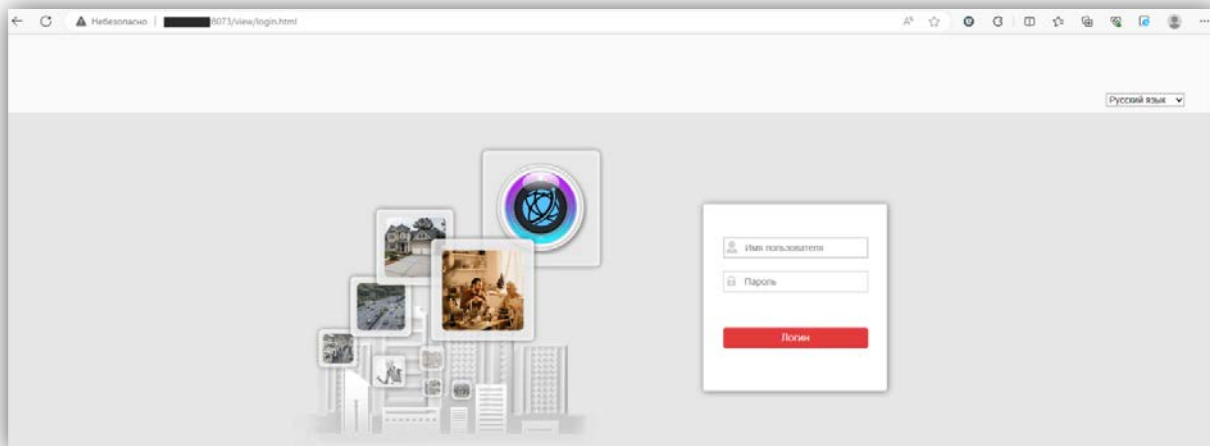 Небезопасно | 8073/view/login.html
Русский язык
Имя пользователя
Пароль
Логин